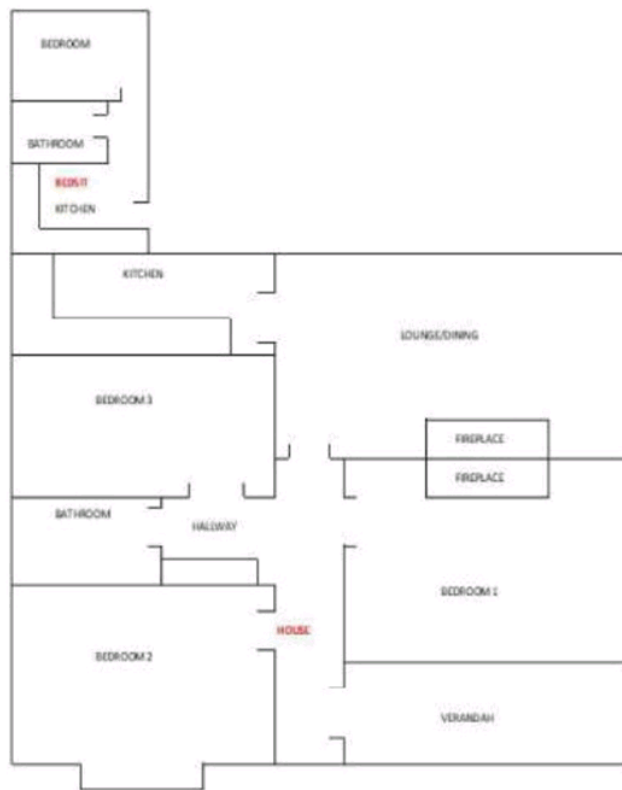 BEDROOM
BATHROOM
BEDSIT
KITCHEN
KITCHEN
LOUNGE/DINING
BEDROOM 3
FIREPLACE
FIREPLACE
BATHROOM
HALLWAY
BEDROOM 1
HOUSE
BEDROOM 2
VERANDAH